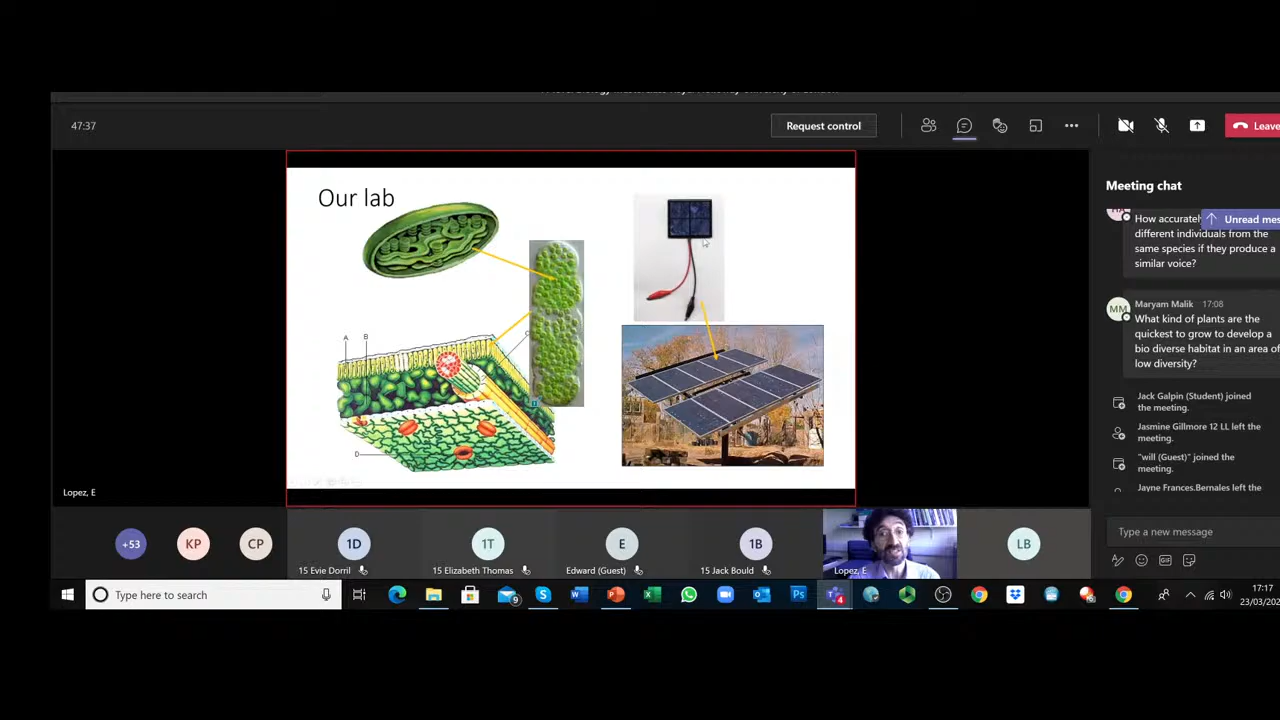 47:37
Request control
Leave
Our lab
A
B
D
Lopez, E
Meeting chat
How accurately
Unread mes
different individuals from the
same species if they produce a
similar voice?
MM
Maryam Malik 17:08
What kind of plants are the
quickest to grow to develop a
bio diverse habitat in an area of
low diversity?
Jack Galpin (Student) joined
the meeting.
Jasmine Gillmore 12 LL left the
meeting.
"will (Guest)" joined the
meeting.
Jayne Frances.Bernales left the
Type a new message
+53
KP
CP
1D
15 Evie Dorril
1T
15 Elizabeth Thomas
E
Edward (Guest)
1B
15 Jack Bould
Lopez, E
LB
Type here to search
9
4
17:17
23/03/202